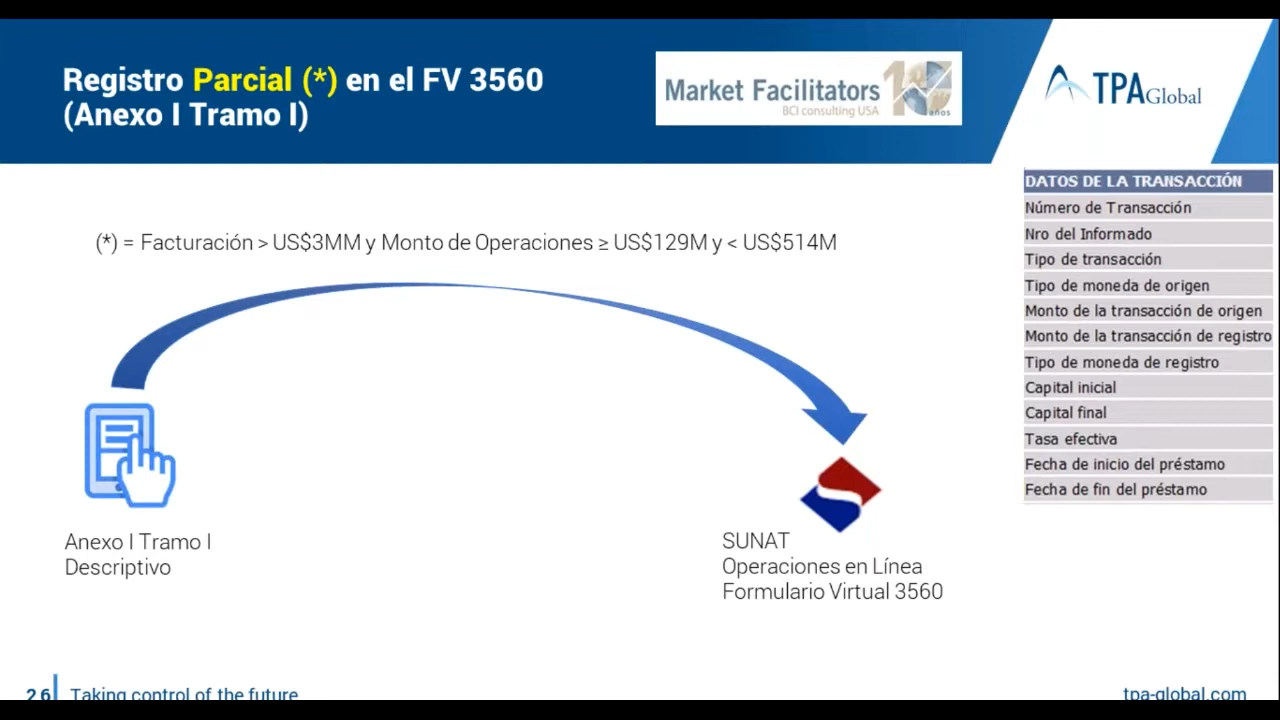 Registro Parcial (*) en el FV 3560
(Anexo I Tramo I)
Market Facilitators 10
BCI consulting USA
años
TPA Global
DATOS DE LA TRANSACCIÓN
Número de Transacción
Nro del Informado
Tipo de transacción
Tipo de moneda de origen
Monto de la transacción de origen
Monto de la transacción de registro
Tipo de moneda de registro
Capital inicial
Capital final
Tasa efectiva
Fecha de inicio del préstamo
Fecha de fin del préstamo
(*) = Facturación > US$3MM y Monto de Operaciones ≥ US$129M y < US$514M
Anexo I Tramo I
Descriptivo
SUNAT
Operaciones en Línea
Formulario Virtual 3560
26 Taking control of the future
tpa-global.com